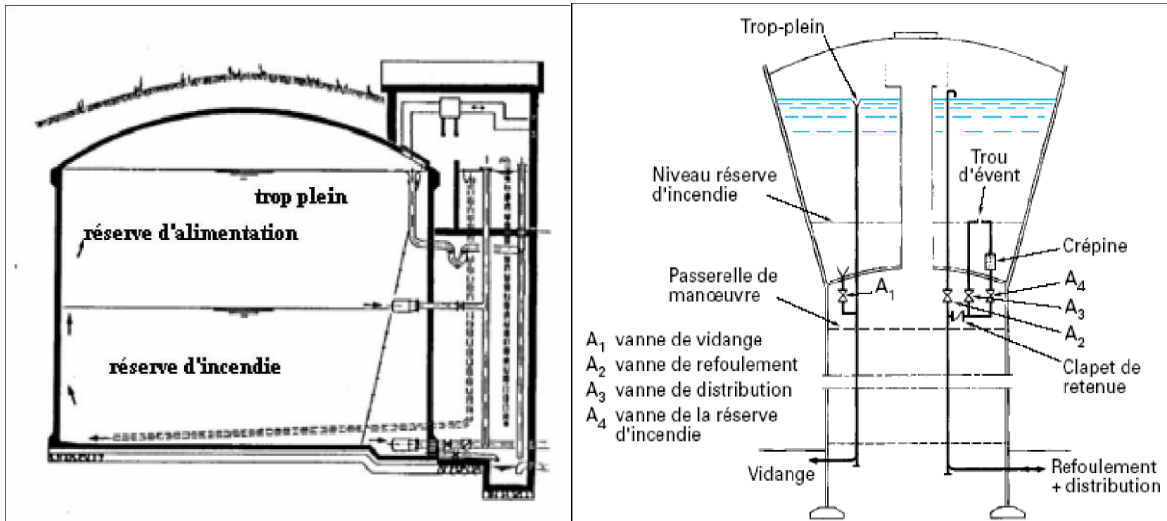 trop plein
réserve d'alimentation
réserve d'incendie
Trop-plein
Niveau réserve
d'incendie
Trou
d'évent
Crépine
Passerelle de
manœuvre
A₁
A₄
A₃
A₂
Clapet de
retenue
A₁ vanne de vidange
A₂ vanne de refoulement
A₃ vanne de distribution
A₄ vanne de la réserve
d'incendie
Vidange
Refoulement
+ distribution